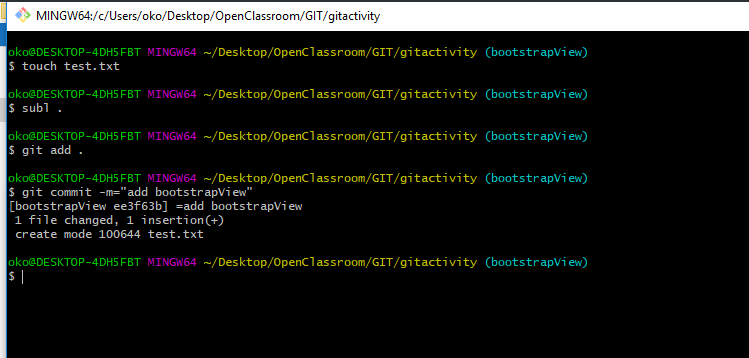 MINGW64:/c/Users/oko/Desktop/OpenClassroom/GIT/gitactivity
oko@DESKTOP-4DH5FBT MINGW64 ~/Desktop/OpenClassroom/GIT/gitactivity (bootstrapView)
$ touch test.txt
oko@DESKTOP-4DH5FBT MINGW64 ~/Desktop/OpenClassroom/GIT/gitactivity (bootstrapView)
$ subl .
oko@DESKTOP-4DH5FBT MINGW64 ~/Desktop/OpenClassroom/GIT/gitactivity (bootstrapView)
$ git add .
oko@DESKTOP-4DH5FBT MINGW64 ~/Desktop/OpenClassroom/GIT/gitactivity (bootstrapView)
$ git commit -m="add bootstrapView"
[bootstrapView ee3f63b] =add bootstrapView
 1 file changed, 1 insertion(+)
 create mode 100644 test.txt
oko@DESKTOP-4DH5FBT MINGW64 ~/Desktop/OpenClassroom/GIT/gitactivity (bootstrapView)
$